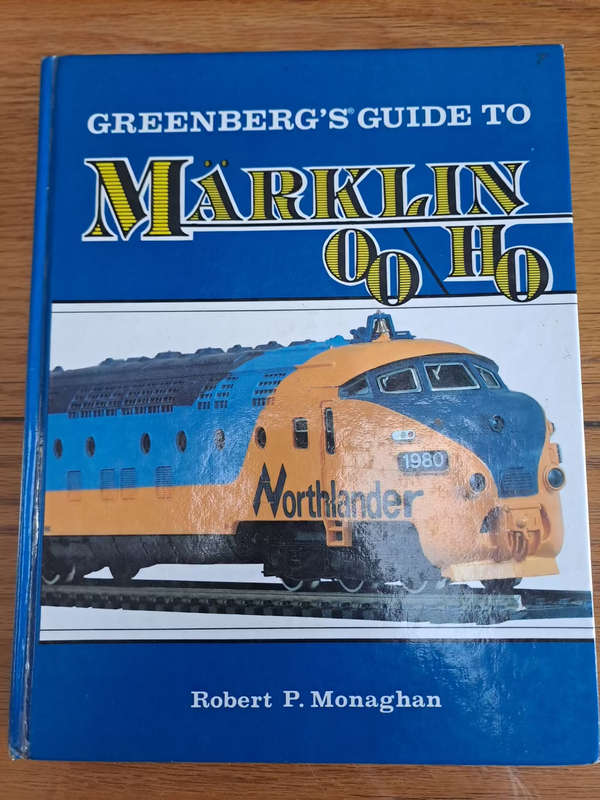 GREENBERG'S® GUIDE TO
MÄRKLIN
OO\HO
1980
Northlander
Robert P. Monaghan